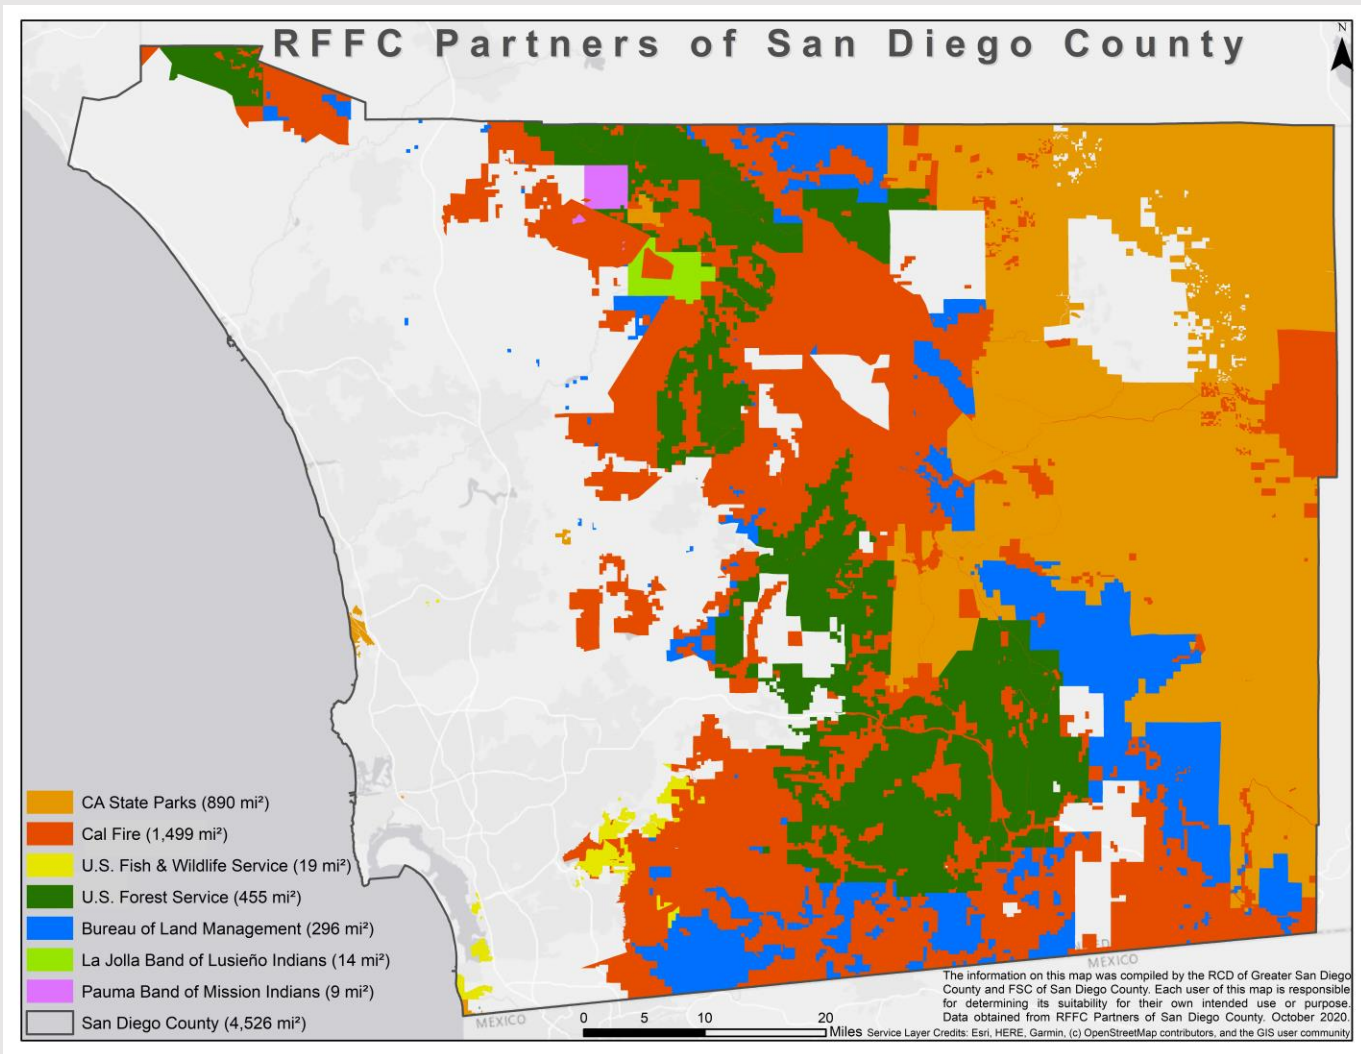 RFFC Partners of San Diego County
N
CA State Parks (890 mi²)
Cal Fire (1,499 mi²)
U.S. Fish & Wildlife Service (19 mi²)
U.S. Forest Service (455 mi²)
Bureau of Land Management (296 mi²)
La Jolla Band of Lusieño Indians (14 mi²)
Pauma Band of Mission Indians (9 mi²)
San Diego County (4,526 mi²)
MEXICO
MEXICO
0 5 10 20
Miles
The information on this map was compiled by the RCD of Greater San Diego
County and FSC of San Diego County. Each user of this map is responsible
for determining its suitability for their own intended use or purpose.
Data obtained from RFFC Partners of San Diego County. October 2020.
Service Layer Credits: Esri, HERE, Garmin, (c) OpenStreetMap contributors, and the GIS user community